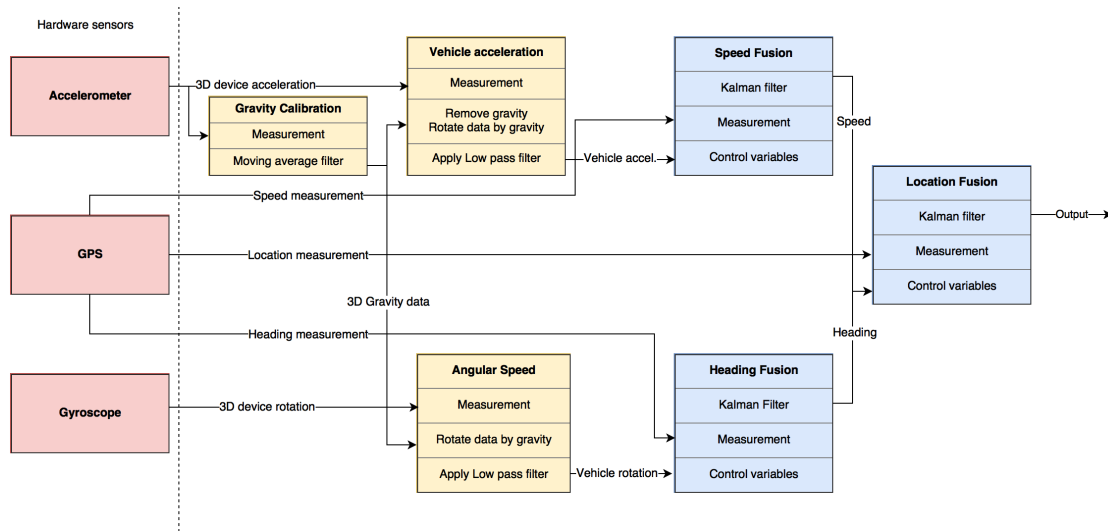 Hardware sensors
Accelerometer
3D device acceleration
Gravity Calibration
Measurement
Moving average filter
Vehicle acceleration
Measurement
Remove gravity
Rotate data by gravity
Apply Low pass filter
Vehicle accel.
Speed Fusion
Kalman filter
Measurement
Control variables
Speed
Speed measurement
GPS
Location measurement
Location Fusion
Kalman filter
Measurement
Control variables
Output
3D Gravity data
Heading measurement
Heading
Gyroscope
3D device rotation
Angular Speed
Measurement
Rotate data by gravity
Apply Low pass filter
Vehicle rotation
Heading Fusion
Kalman Filter
Measurement
Control variables